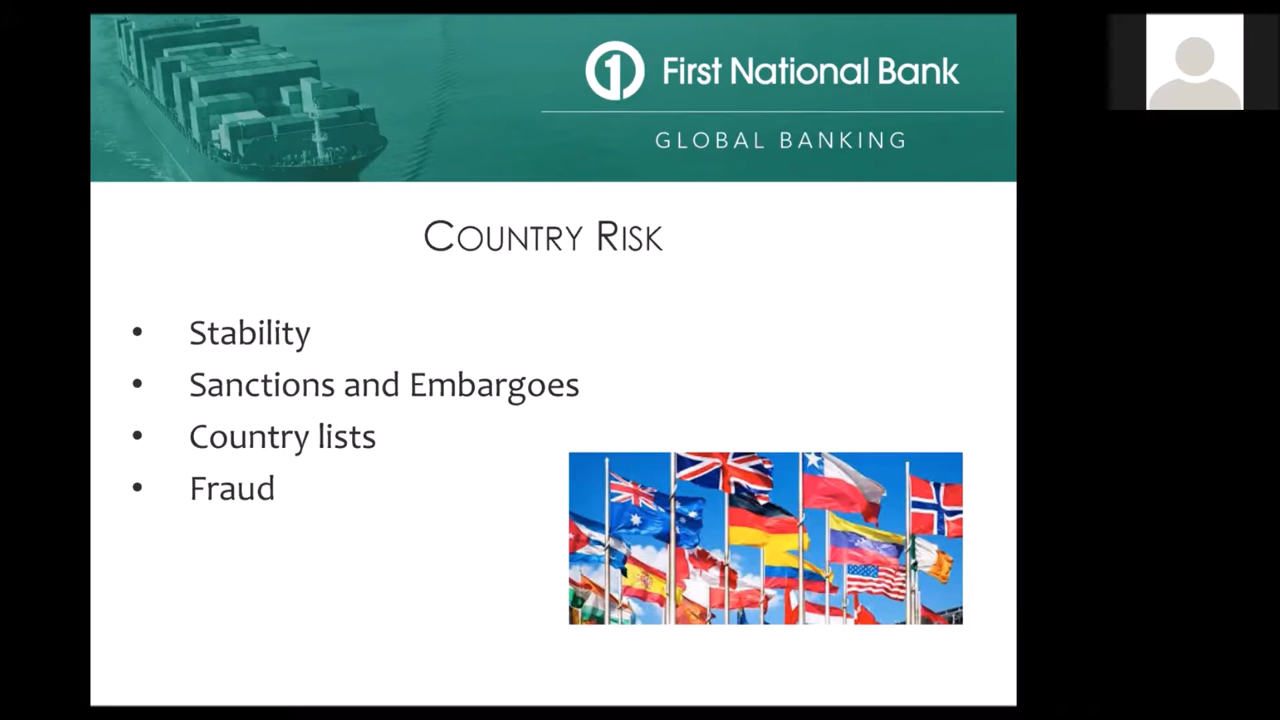 First National Bank
GLOBAL BANKING
COUNTRY RISK
• Stability
• Sanctions and Embargoes
• Country lists
• Fraud